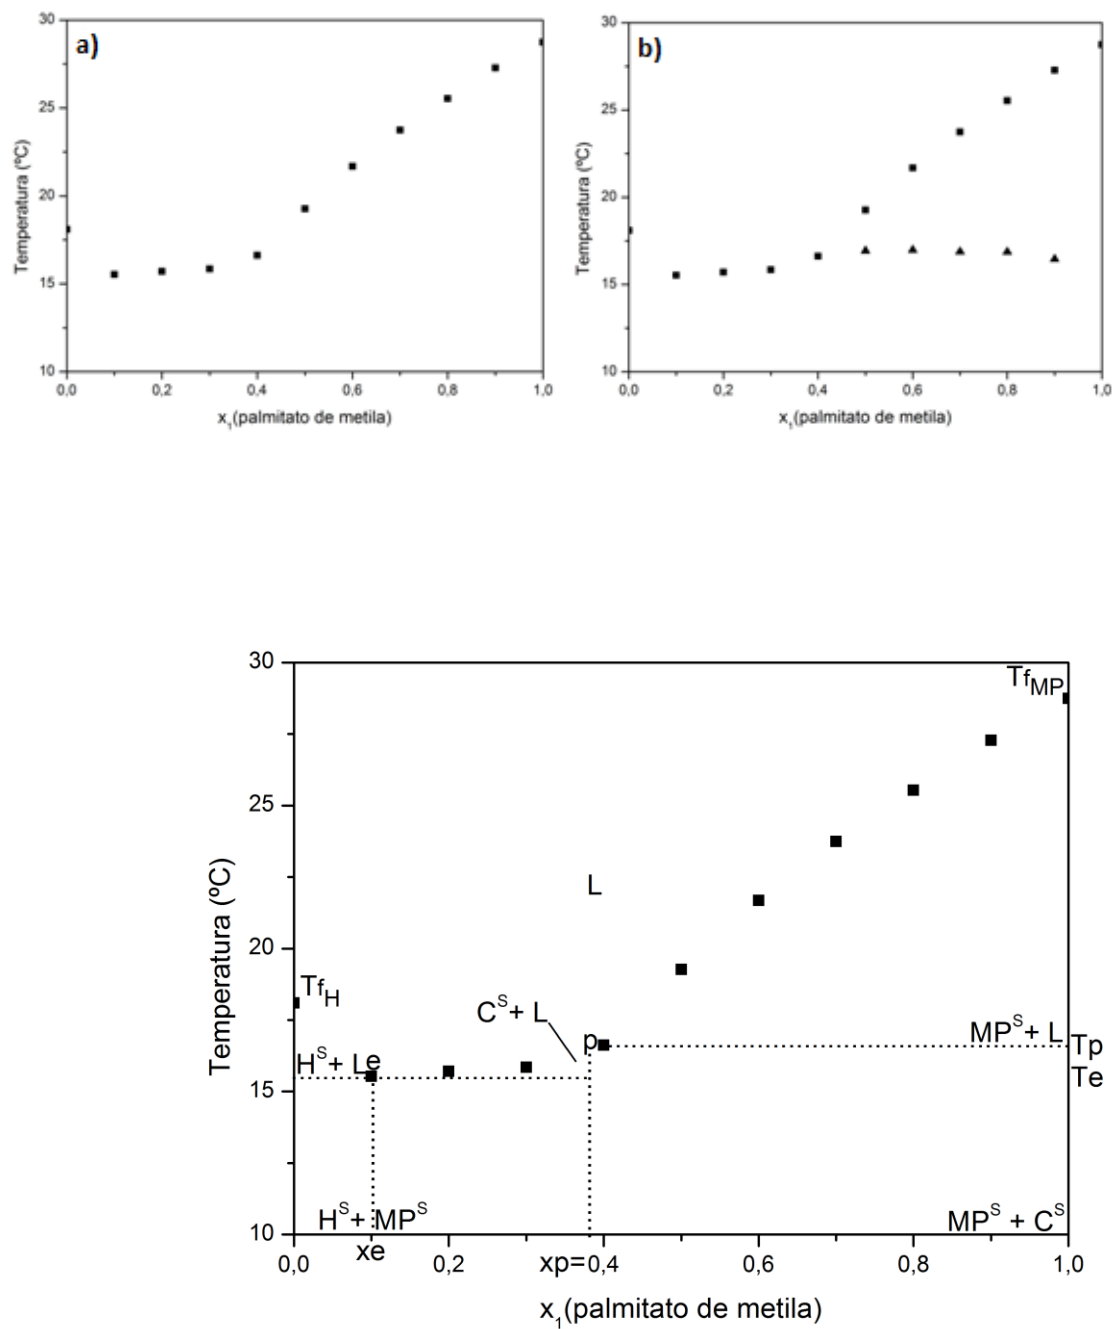 a)
30
25
20
15
10
Temperatura (ºC)
0,0 0,2 0,4 0,6 0,8 1,0
x1(palmitato de metila)
b)
30
25
20
15
10
Temperatura (ºC)
0,0 0,2 0,4 0,6 0,8 1,0
x1(palmitato de metila)
30
25
20
15
10
Temperatura (ºC)
TfMP
L
TfH
CS+ L
p
MPS+ L
Tp
HS+ Le
Te
HS+ MPS
MPS + CS
0,0 xe 0,2 xp=0,4 0,6 0,8 1,0
x1(palmitato de metila)